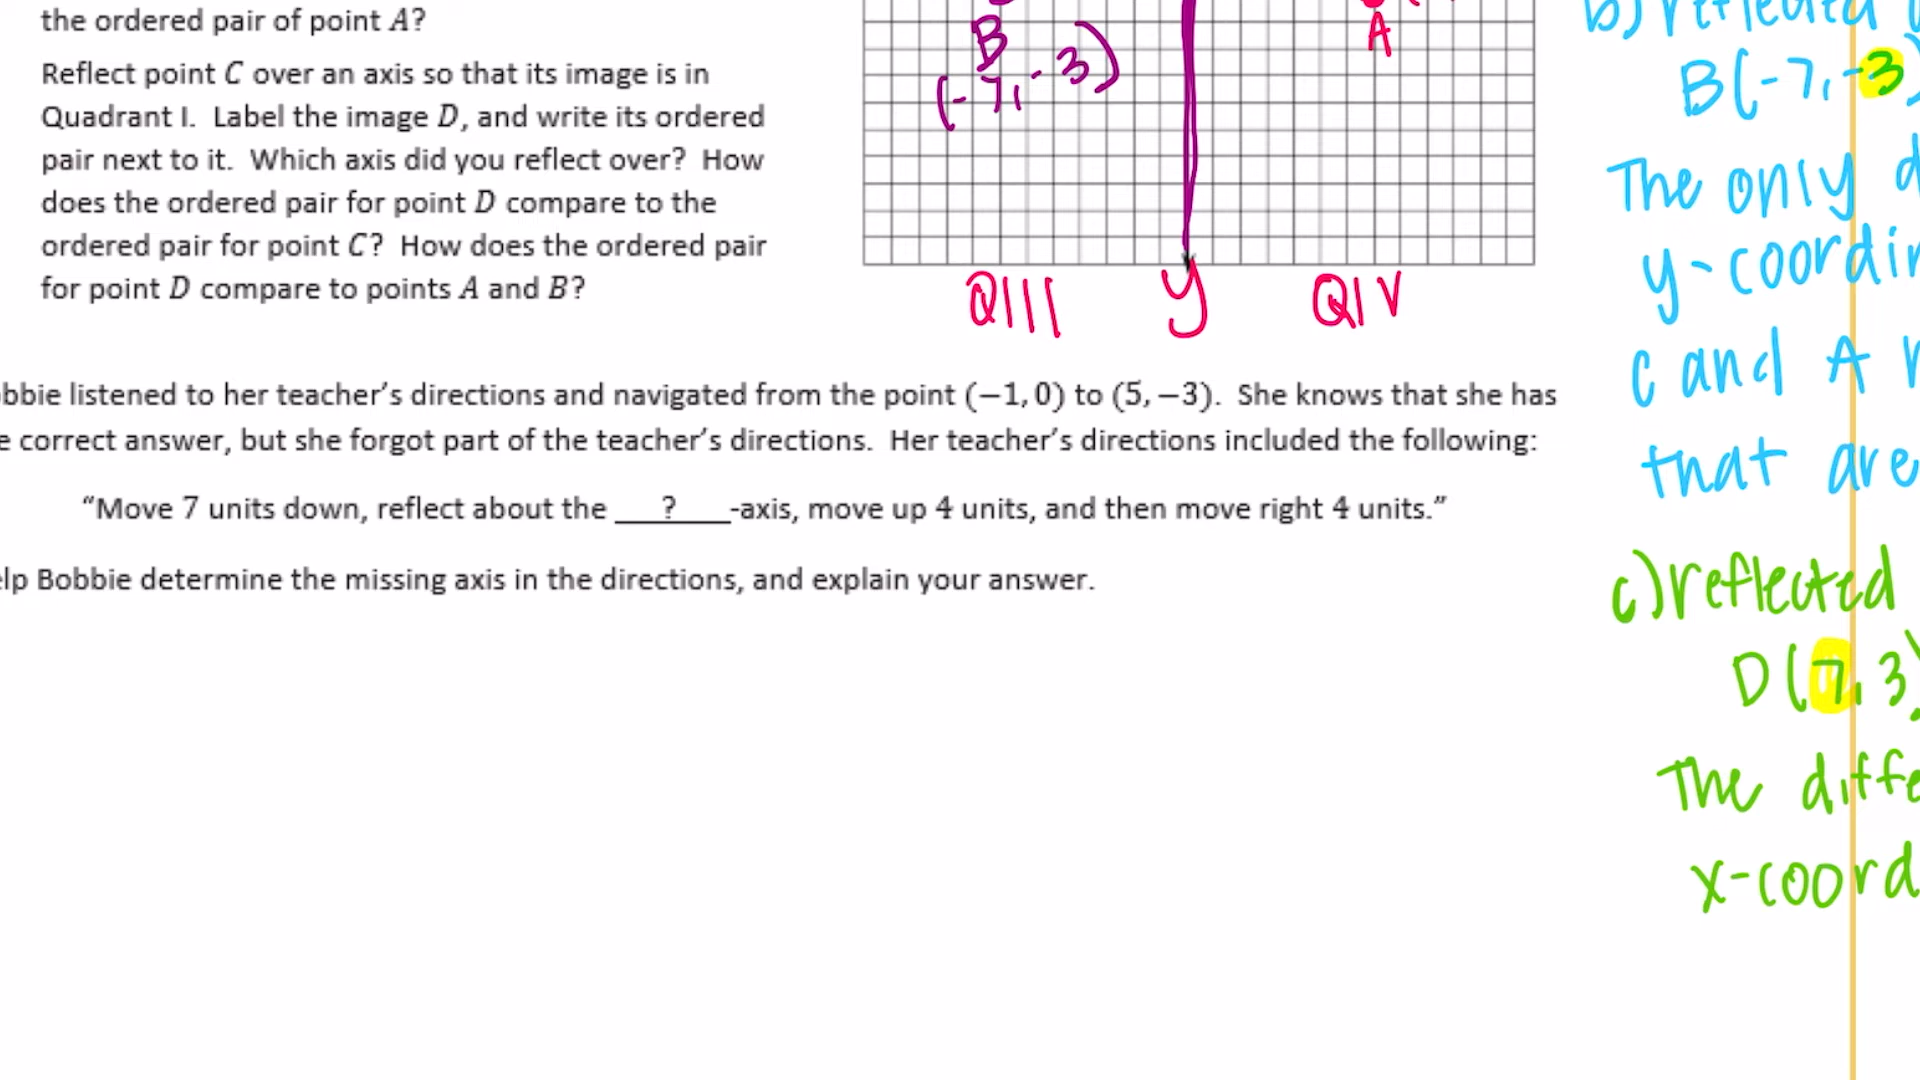 the ordered pair of point A?
Reflect point C over an axis so that its image is in
Quadrant I. Label the image D, and write its ordered
pair next to it. Which axis did you reflect over? How
does the ordered pair for point D compare to the
ordered pair for point C? How does the ordered pair
for point D compare to points A and B?
B
(-7, -3)
A
QIII
y
QIV
bbie listened to her teacher’s directions and navigated from the point (−1, 0) to (5, −3). She knows that she has
e correct answer, but she forgot part of the teacher’s directions. Her teacher’s directions included the following:
“Move 7 units down, reflect about the ___?___-axis, move up 4 units, and then move right 4 units.”
elp Bobbie determine the missing axis in the directions, and explain your answer.
b) reflected
B(-7, -3)
The only d
y-coordin
C and A
that are
c) reflected
D(7, 3)
The diffe
x-coord